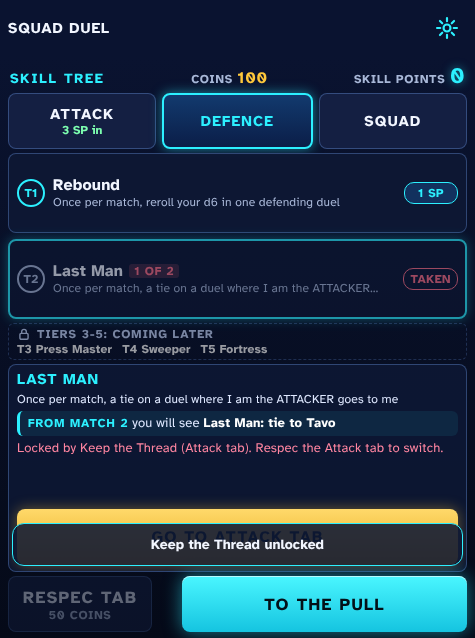 SQUAD DUEL
SKILL TREE COINS 100 SKILL POINTS 0
ATTACK
3 SP in
DEFENCE
SQUAD
T1
Rebound
Once per match, reroll your d6 in one defending duel
1 SP
T2
Last Man 1 OF 2
Once per match, a tie on a duel where I am the ATTACKER...
TAKEN
TIERS 3-5: COMING LATER
T3 Press Master T4 Sweeper T5 Fortress
LAST MAN
Once per match, a tie on a duel where I am the ATTACKER goes to me
FROM MATCH 2 you will see Last Man: tie to Tavo
Locked by Keep the Thread (Attack tab). Respec the Attack tab to switch.
GO TO ATTACK TAB
Keep the Thread unlocked
RESPEC TAB
50 COINS
TO THE PULL